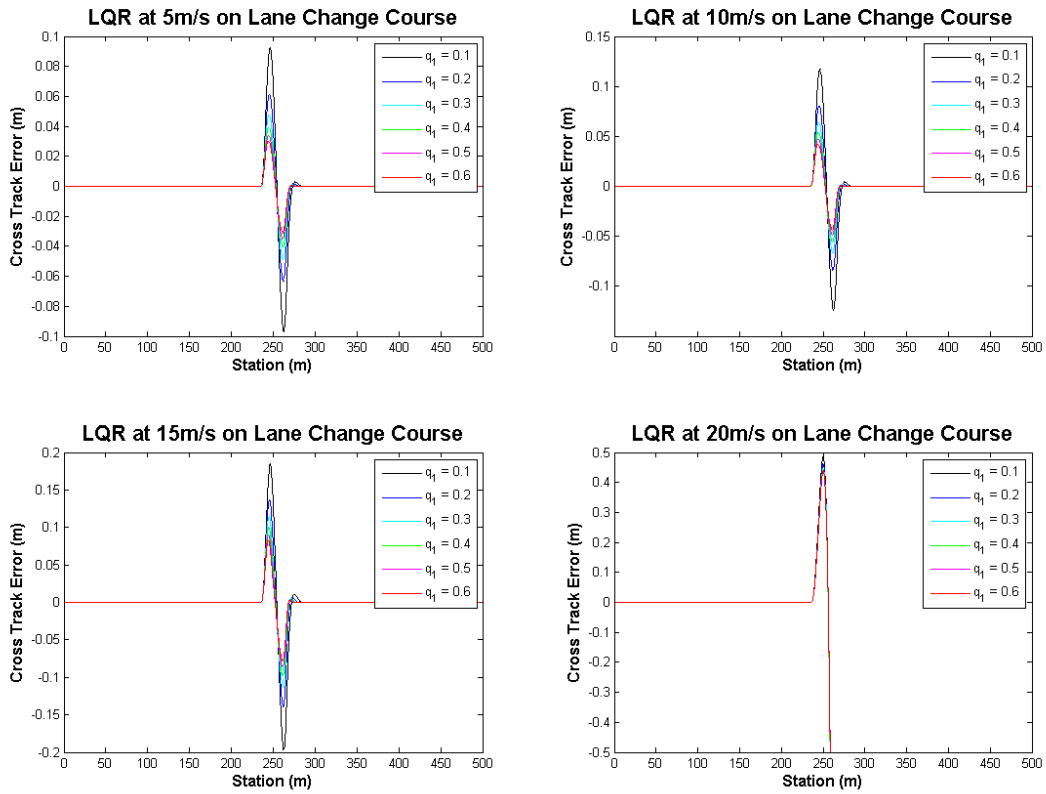 LQR at 5m/s on Lane Change Course
Cross Track Error (m)
0.1
0.08
0.06
0.04
0.02
0
-0.02
-0.04
-0.06
-0.08
-0.1
q1 = 0.1
q1 = 0.2
q1 = 0.3
q1 = 0.4
q1 = 0.5
q1 = 0.6
0 50 100 150 200 250 300 350 400 450 500
Station (m)
LQR at 10m/s on Lane Change Course
Cross Track Error (m)
0.15
0.1
0.05
0
-0.05
-0.1
q1 = 0.1
q1 = 0.2
q1 = 0.3
q1 = 0.4
q1 = 0.5
q1 = 0.6
0 50 100 150 200 250 300 350 400 450 500
Station (m)
LQR at 15m/s on Lane Change Course
Cross Track Error (m)
0.2
0.15
0.1
0.05
0
-0.05
-0.1
-0.15
-0.2
q1 = 0.1
q1 = 0.2
q1 = 0.3
q1 = 0.4
q1 = 0.5
q1 = 0.6
0 50 100 150 200 250 300 350 400 450 500
Station (m)
LQR at 20m/s on Lane Change Course
Cross Track Error (m)
0.5
0.4
0.3
0.2
0.1
0
-0.1
-0.2
-0.3
-0.4
-0.5
q1 = 0.1
q1 = 0.2
q1 = 0.3
q1 = 0.4
q1 = 0.5
q1 = 0.6
0 50 100 150 200 250 300 350 400 450 500
Station (m)